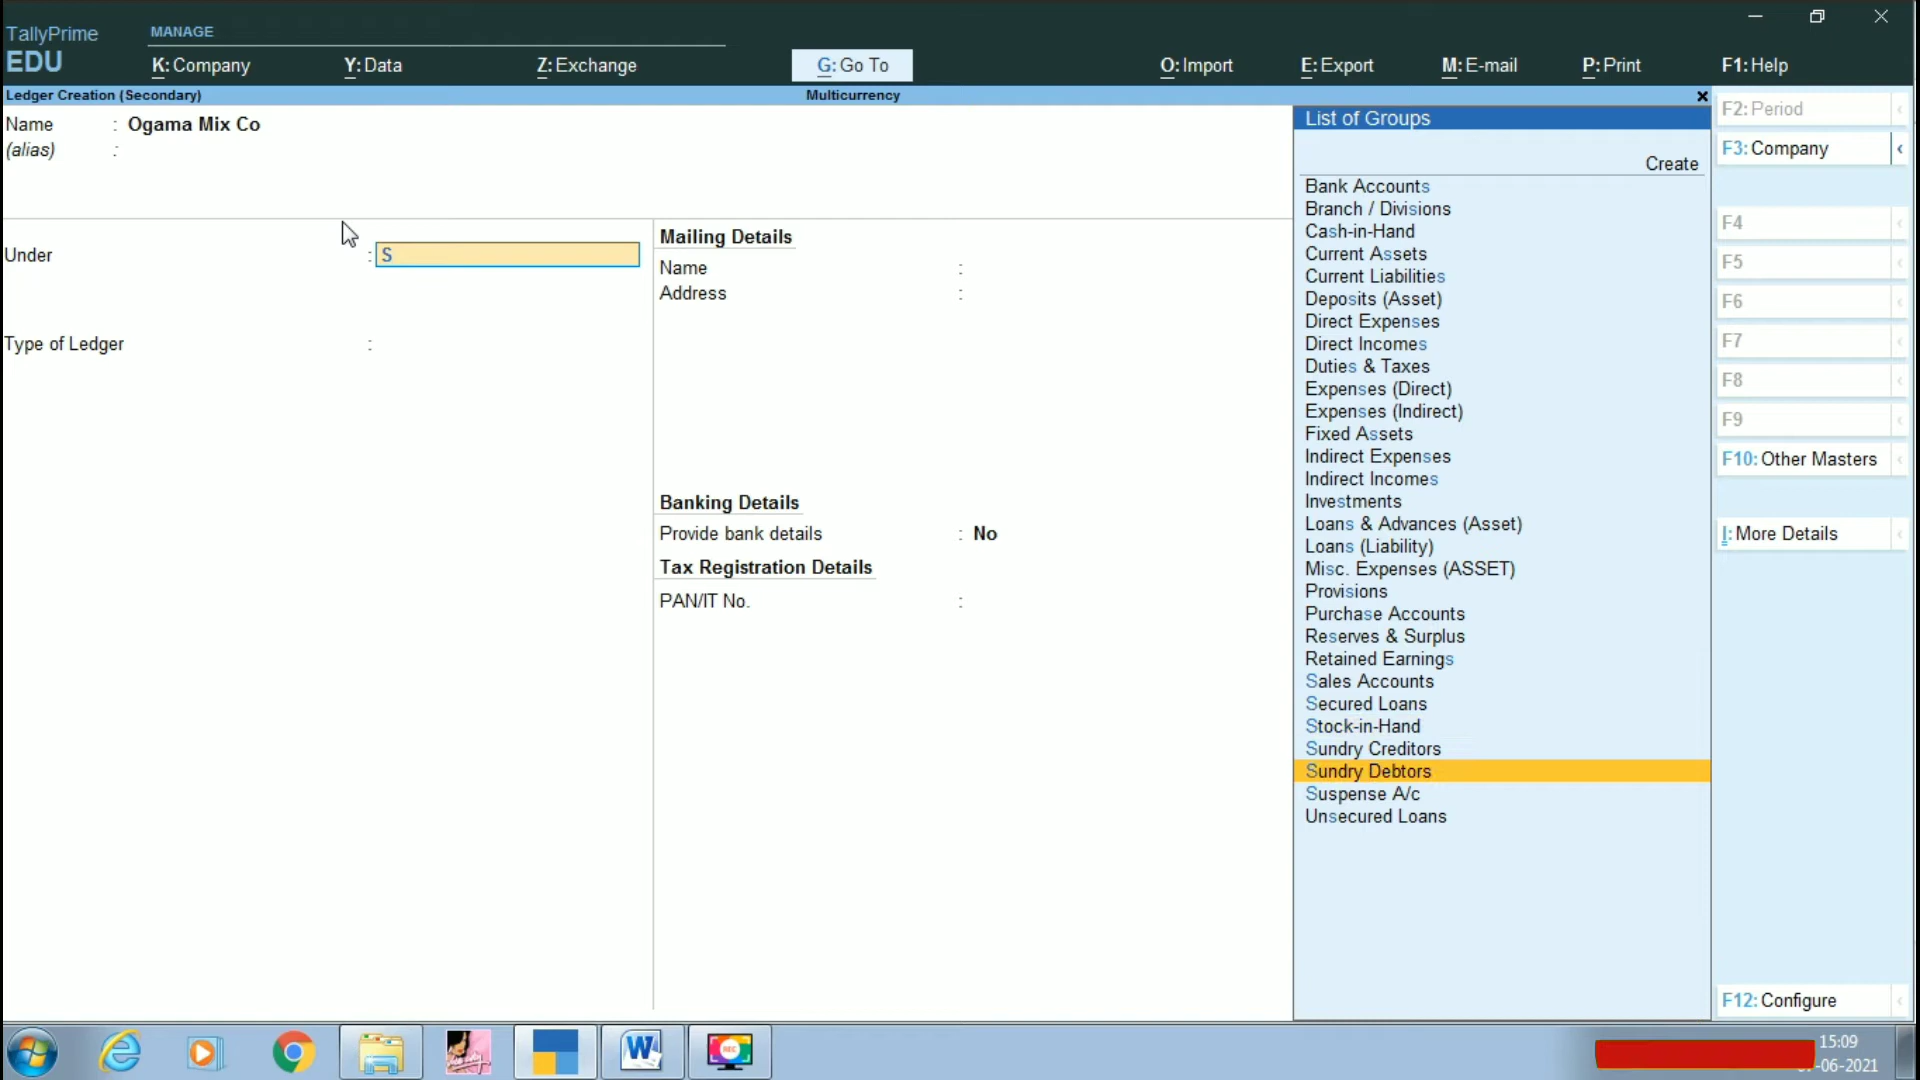 TallyPrime
EDU
MANAGE
K: Company
Y: Data
Z: Exchange
G: Go To
O: Import
E: Export
M: E-mail
P: Print
F1: Help
Ledger Creation (Secondary)
Multicurrency
Name : Ogama Mix Co
(alias) :
Under : S
Type of Ledger :
Mailing Details
Name :
Address :
Banking Details
Provide bank details : No
Tax Registration Details
PAN/IT No. :
List of Groups
Create
Bank Accounts
Branch / Divisions
Cash-in-Hand
Current Assets
Current Liabilities
Deposits (Asset)
Direct Expenses
Direct Incomes
Duties & Taxes
Expenses (Direct)
Expenses (Indirect)
Fixed Assets
Indirect Expenses
Indirect Incomes
Investments
Loans & Advances (Asset)
Loans (Liability)
Misc. Expenses (ASSET)
Provisions
Purchase Accounts
Reserves & Surplus
Retained Earnings
Sales Accounts
Secured Loans
Stock-in-Hand
Sundry Creditors
Sundry Debtors
Suspense A/c
Unsecured Loans
F2: Period
F3: Company
F4
F5
F6
F7
F8
F9
F10: Other Masters
I: More Details
F12: Configure
W
REC
15:09
-06-2021